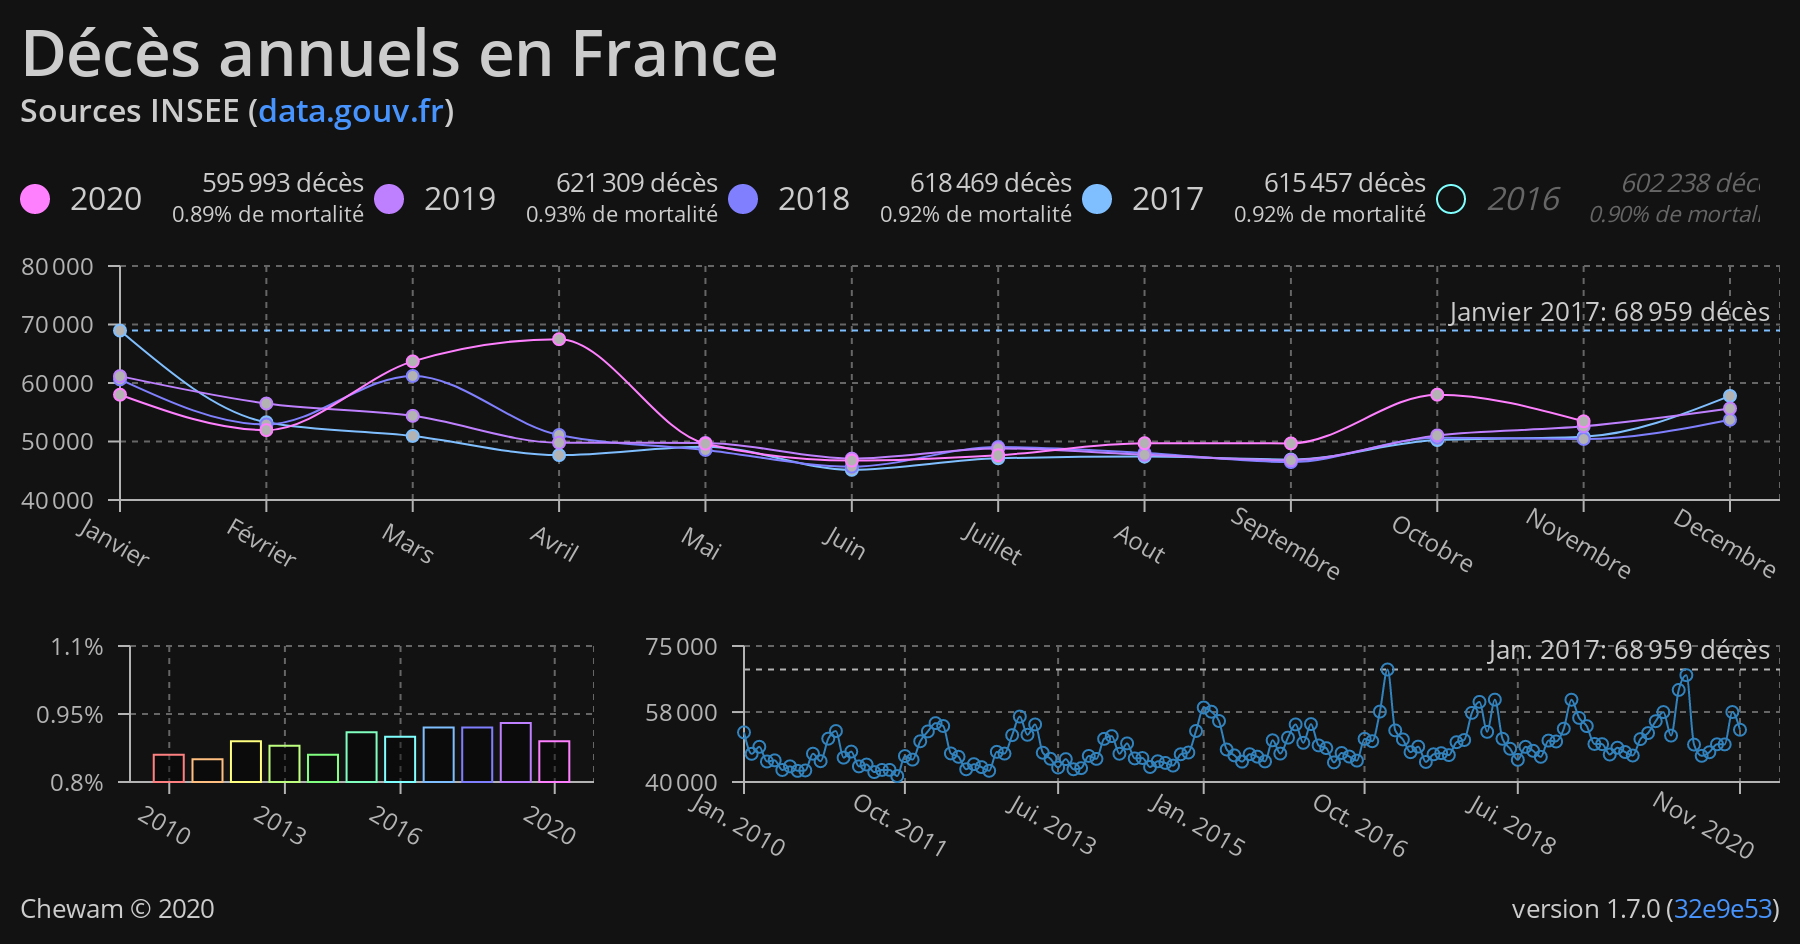 Décès annuels en France
Sources INSEE (data.gouv.fr)
2020 595 993 décès 0.89% de mortalité
2019 621 309 décès 0.93% de mortalité
2018 618 469 décès 0.92% de mortalité
2017 615 457 décès 0.92% de mortalité
2016 602 238 déc 0.90% de mortali
80 000
70 000
60 000
50 000
40 000
Janvier 2017: 68 959 décès
Janvier
Février
Mars
Avril
Mai
Juin
Juillet
Aout
Septembre
Octobre
Novembre
Decembre
1.1%
0.95%
0.8%
2010
2013
2016
2020
75 000
58 000
40 000
Jan. 2017: 68 959 décès
Jan. 2010
Oct. 2011
Jui. 2013
Jan. 2015
Oct. 2016
Jui. 2018
Nov. 2020
Chewam © 2020
version 1.7.0 (32e9e53)